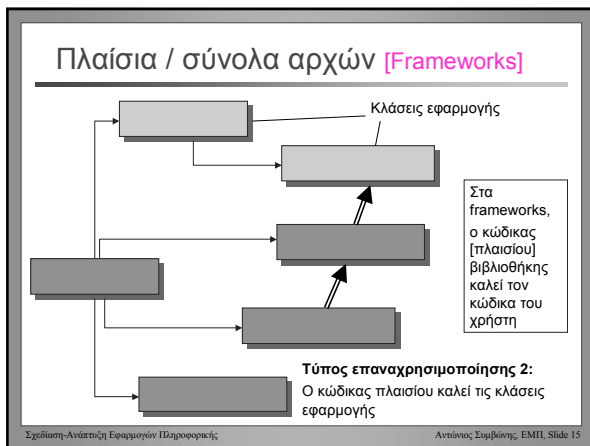 Πλαίσια / σύνολα αρχών [Frameworks]
Κλάσεις εφαρμογής
Στα
frameworks,
ο κώδικας
[πλαισίου]
βιβλιοθήκης
καλεί τον
κώδικα του
χρήστη
Τύπος επαναχρησιμοποίησης 2:
Ο κώδικας πλαισίου καλεί τις κλάσεις
εφαρμογής
Σχεδίαση-Ανάπτυξη Εφαρμογών Πληροφορικής
Αντώνιος Συμβώνης, ΕΜΠ, Slide 15